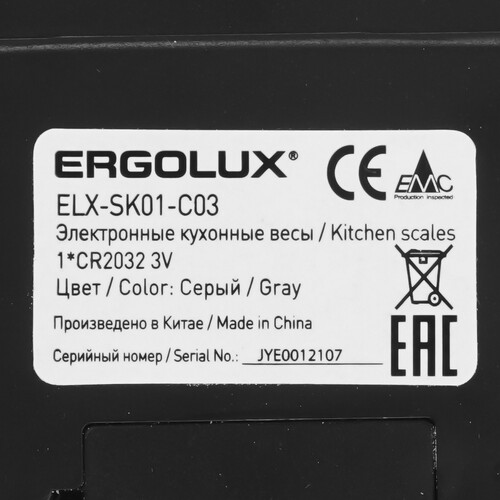 ERGOLUX®
CE
EMC
Production inspected
ELX-SK01-C03
Электронные кухонные весы / Kitchen scales
1*CR2032 3V
Цвет / Color: Серый / Gray
Произведено в Китае / Made in China
Серийный номер / Serial No.: JYE0012107
EAC